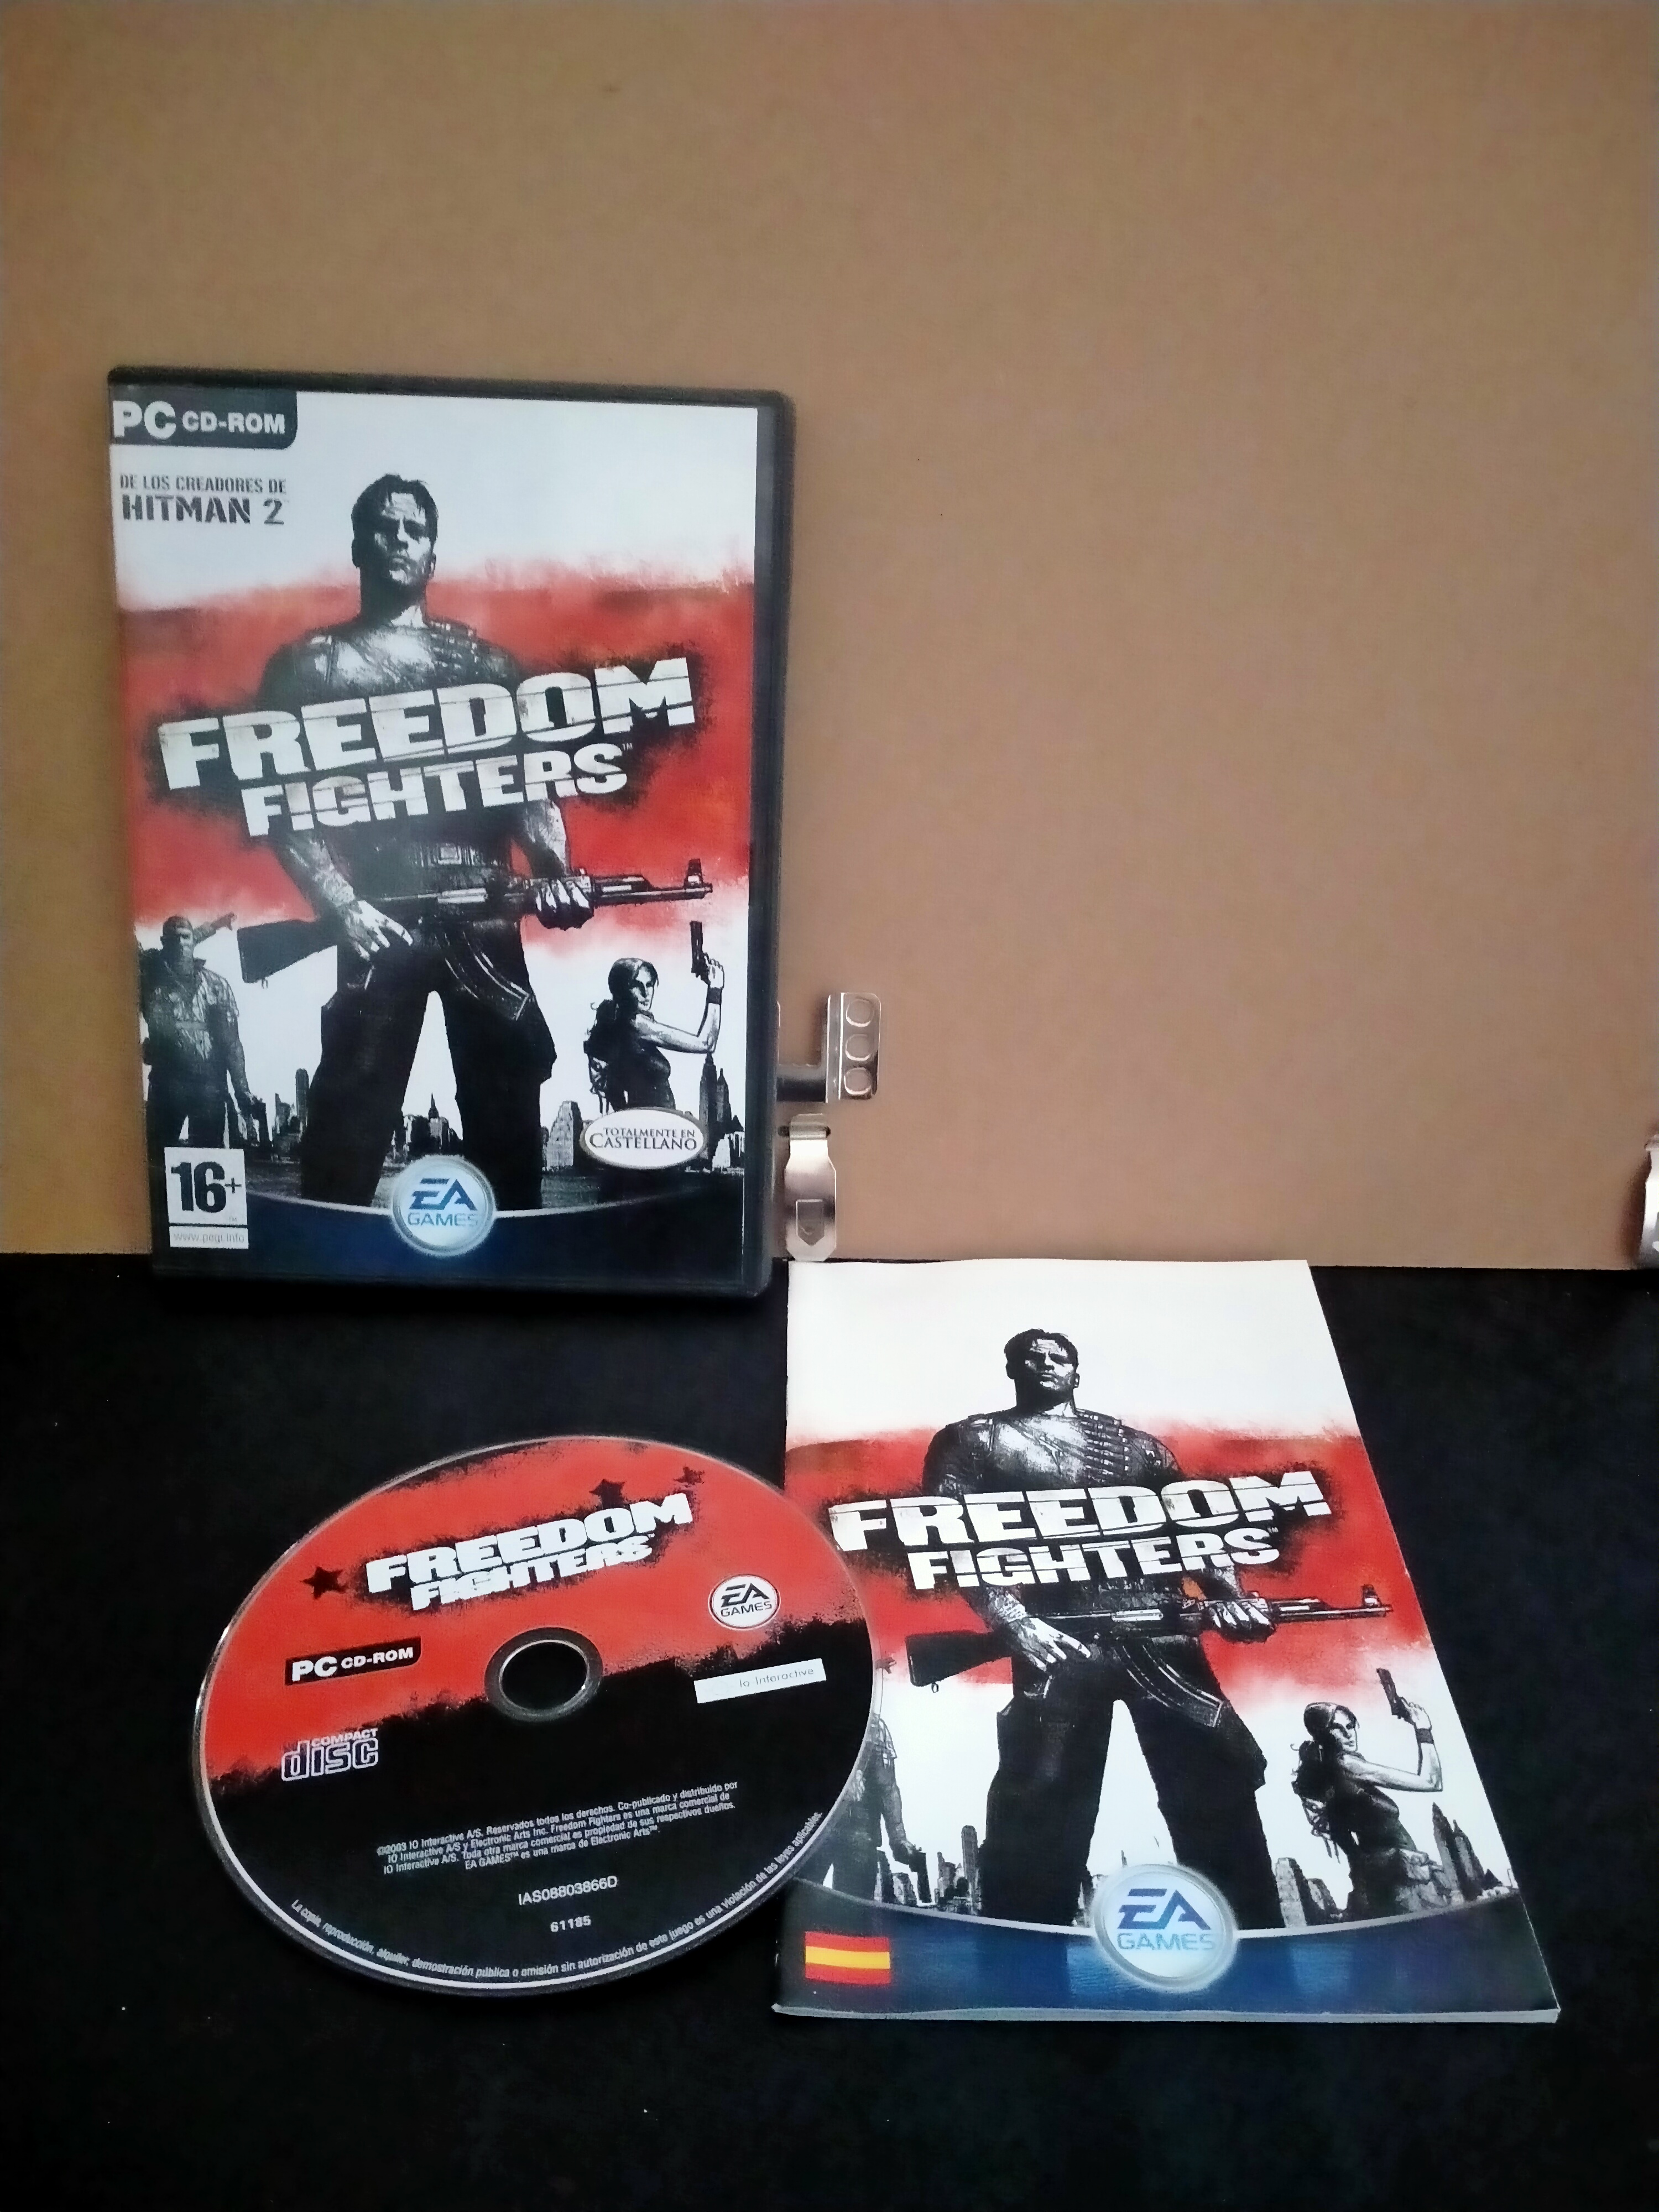 PC CD-ROM
DE LOS CREADORES DE
HITMAN 2
FREEDOM
FIGHTERS™
TOTALMENTE EN
CASTELLANO
16+
www.pegi.info
EA
GAMES
FREEDOM
FIGHTERS™
EA
GAMES
PC CD-ROM
Io-Interactive
COMPACT
disc
©2003 IO Interactive A/S. Reservados todos los derechos. Co-publicado y distribuido por
IO Interactive A/S y Electronic Arts Inc. Freedom Fighters es una marca comercial de
IO Interactive A/S. Toda otra marca comercial es propiedad de sus respectivos dueños.
EA GAMES™ es una marca de Electronic Arts™.
IAS08803866D
61185
La copia, reproducción, alquiler, demostración pública o emisión sin autorización de este juego es una violación de las leyes aplicables.
FREEDOM
FIGHTERS™
EA
GAMES